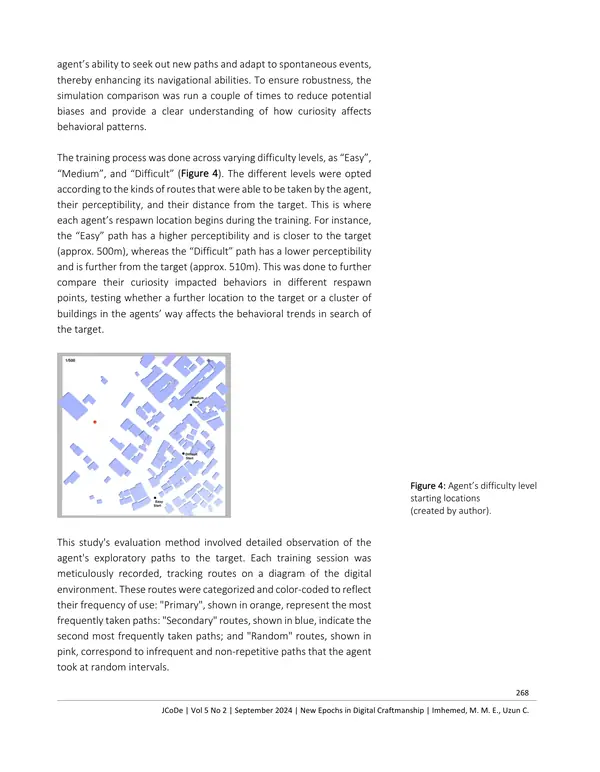 agent's ability to seek out new paths and adapt to spontaneous events,
thereby enhancing its navigational abilities. To ensure robustness, the
simulation comparison was run a couple of times to reduce potential
biases and provide a clear understanding of how curiosity affects
behavioral patterns.
The training process was done across varying difficulty levels, as "Easy",
"Medium", and "Difficult" (Figure 4). The different levels were opted
according to the kinds of routes that were able to be taken by the agent,
their perceptibility, and their distance from the target. This is where
each agent's respawn location begins during the training. For instance,
the "Easy" path has a higher perceptibility and is closer to the target
(approx. 500m), whereas the "Difficult" path has a lower perceptibility
and is further from the target (approx. 510m). This was done to further
compare their curiosity impacted behaviors in different respawn
points, testing whether a further location to the target or a cluster of
buildings in the agents' way affects the behavioral trends in search of
the target.
1/500
Medium
Start
Difficult
Start
Easy
Start
Figure 4: Agent's difficulty level
starting locations
(created by author).
This study's evaluation method involved detailed observation of the
agent's exploratory paths to the target. Each training session was
meticulously recorded, tracking routes on a diagram of the digital
environment. These routes were categorized and color-coded to reflect
their frequency of use: "Primary", shown in orange, represent the most
frequently taken paths: "Secondary" routes, shown in blue, indicate the
second most frequently taken paths; and "Random" routes, shown in
pink, correspond to infrequent and non-repetitive paths that the agent
took at random intervals.
268
JCoDe | Vol 5 No 2 | September 2024 | New Epochs in Digital Craftmanship | Imhemed, M. M. E., Uzun C.